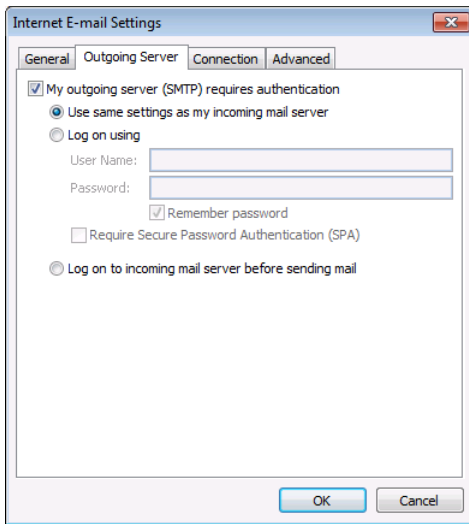 Internet E-mail Settings
General Outgoing Server Connection Advanced
My outgoing server (SMTP) requires authentication
Use same settings as my incoming mail server
Log on using
User Name:
Password:
Remember password
Require Secure Password Authentication (SPA)
Log on to incoming mail server before sending mail
OK Cancel